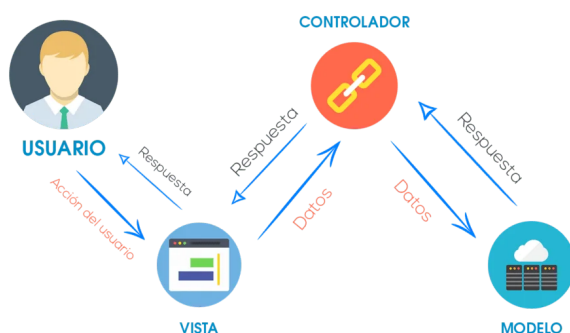 CONTROLADOR
USUARIO
Respuesta
Acción del usuario
Respuesta
Datos
Datos
Respuesta
VISTA
MODELO